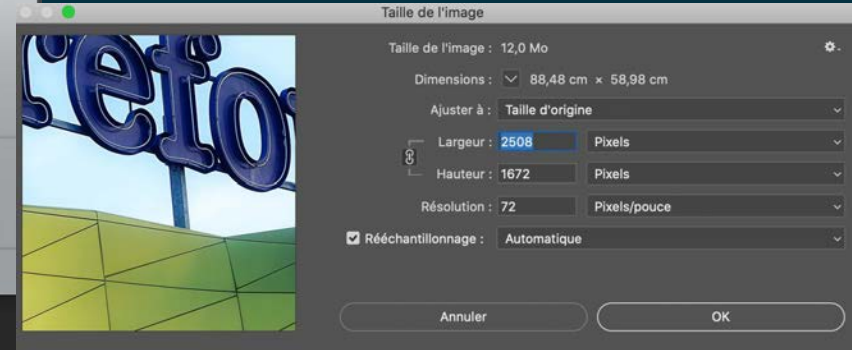 Taille de l'image
Taille de l'image : 12,0 Mo
Dimensions : 88,48 cm × 58,98 cm
Ajuster à : Taille d'origine
Largeur : 2508 Pixels
Hauteur : 1672 Pixels
Résolution : 72 Pixels/pouce
Rééchantillonnage : Automatique
Annuler OK
refo